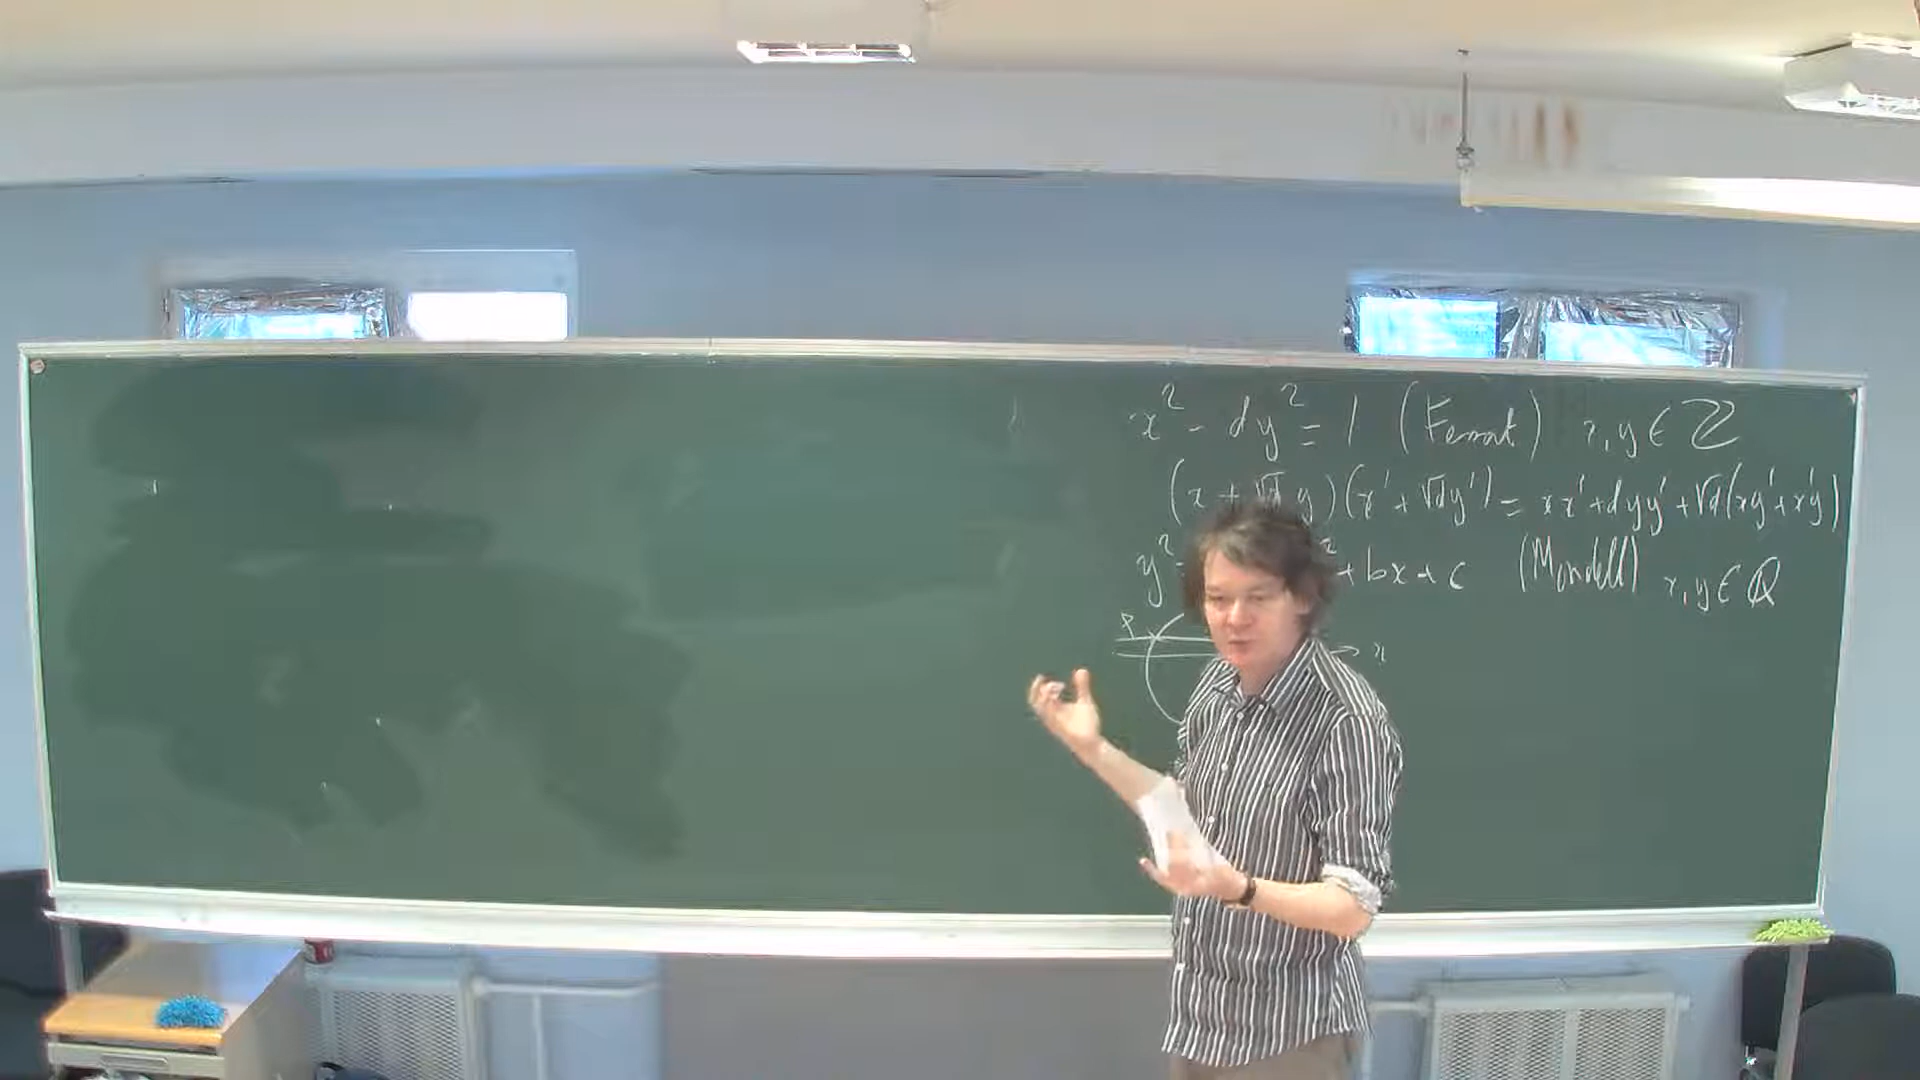 x² - dy² = 1 (Fermat) x, y ∈ ℤ
(x + √d y)(x' + √d y') = xx' + dyy' + √d(xy' + x'y)
y² + bx + c (Mordell) x, y ∈ ℚ
P
x